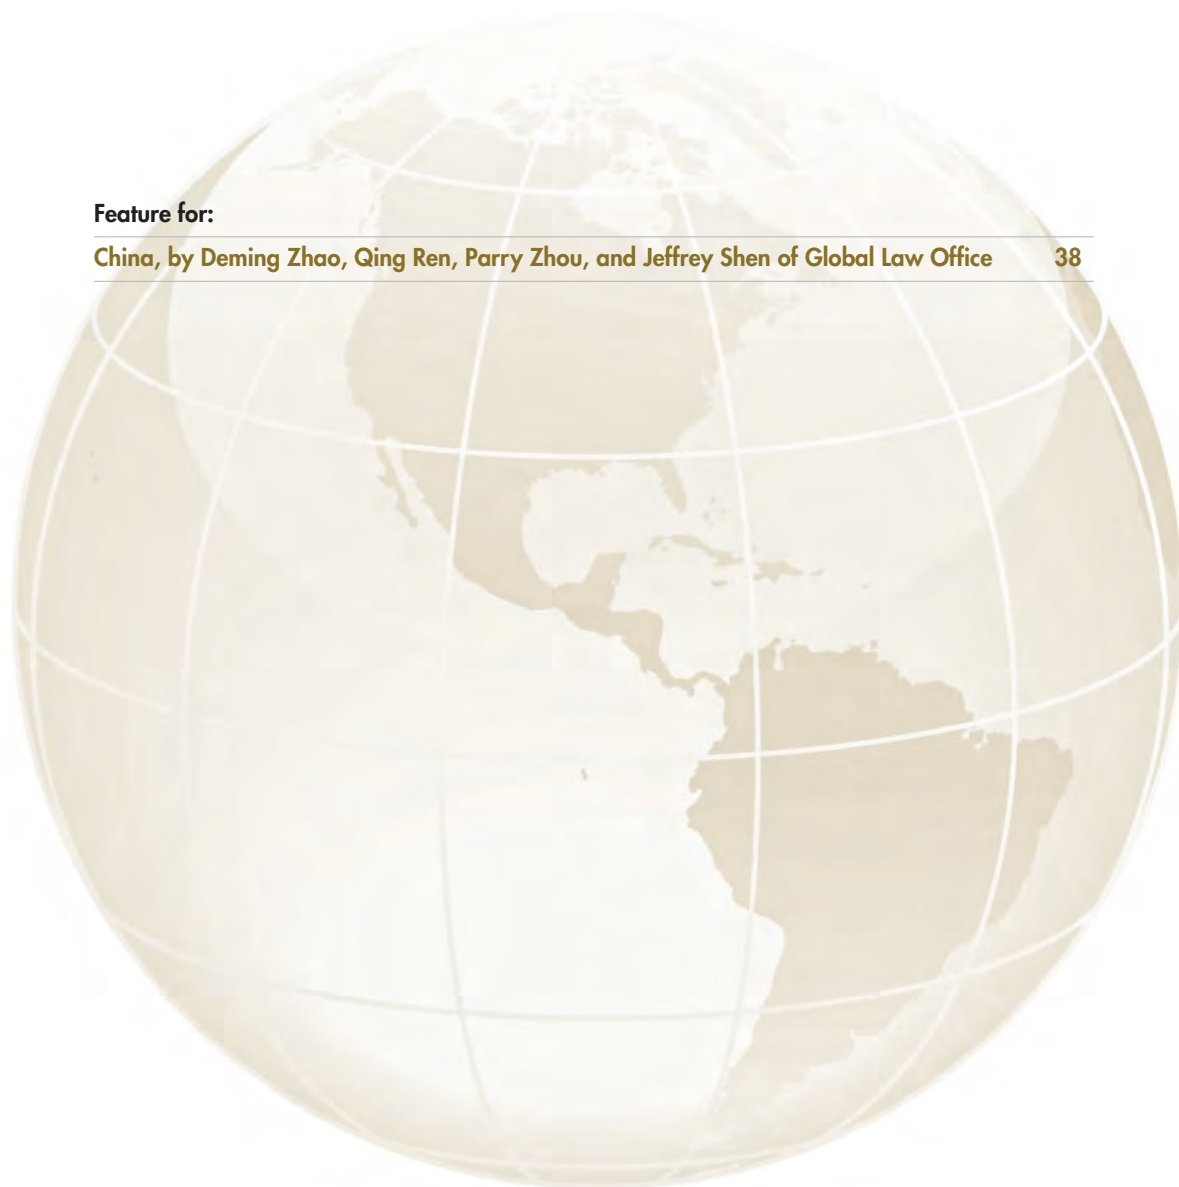 Feature for:
China, by Deming Zhao, Qing Ren, Parry Zhou, and Jeffrey Shen of Global Law Office 38